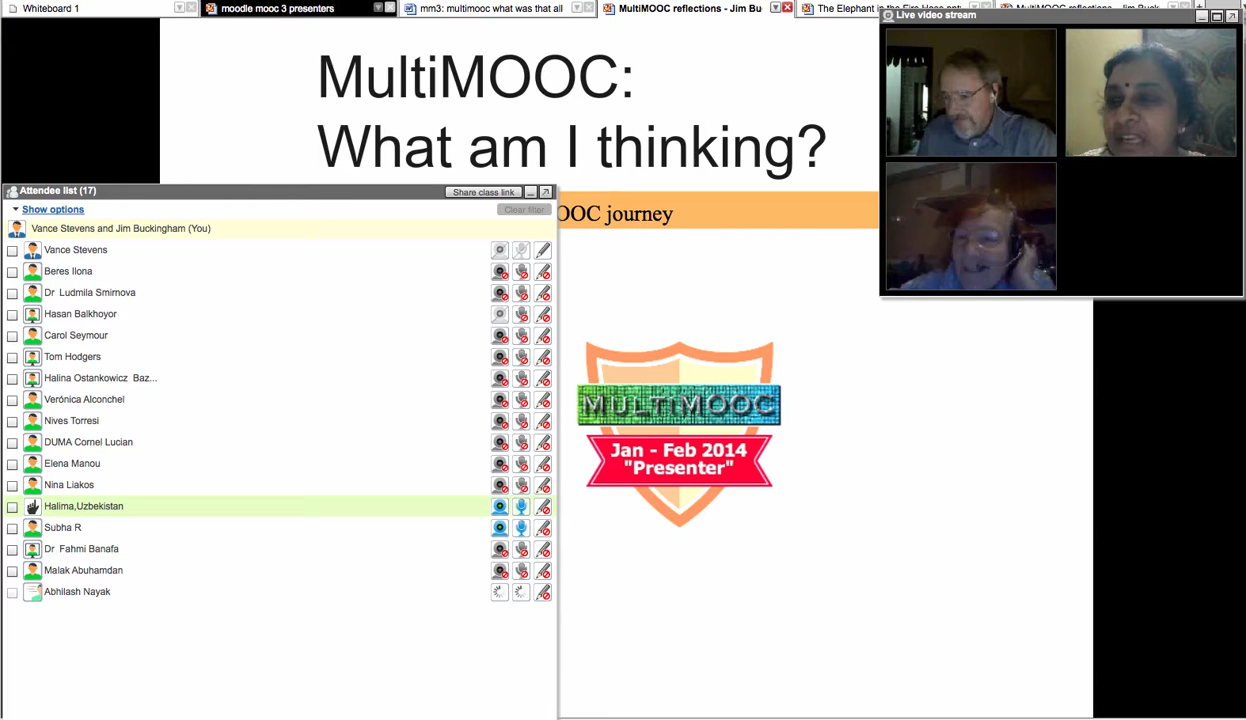 Whiteboard 1
moodle mooc 3 presenters
mm3: multimooc what was that all
MultiMOOC reflections - Jim Bu
Live video stream
MultiMOOC:
What am I thinking?
OOC journey
Attendee list (17)
Share class link
Show options
Clear filter
Vance Stevens and Jim Buckingham (You)
Vance Stevens
Beres Ilona
Dr Ludmila Smirnova
Hasan Balkhoyor
Carol Seymour
Tom Hodgers
Halina Ostankowicz Baz...
Verónica Alconchel
Nives Torresi
DUMA Cornel Lucian
Elena Manou
Nina Liakos
Halima,Uzbekistan
Subha R
Dr Fahmi Banafa
Malak Abuhamdan
Abhilash Nayak
MULTiMOOC
Jan - Feb 2014
"Presenter"